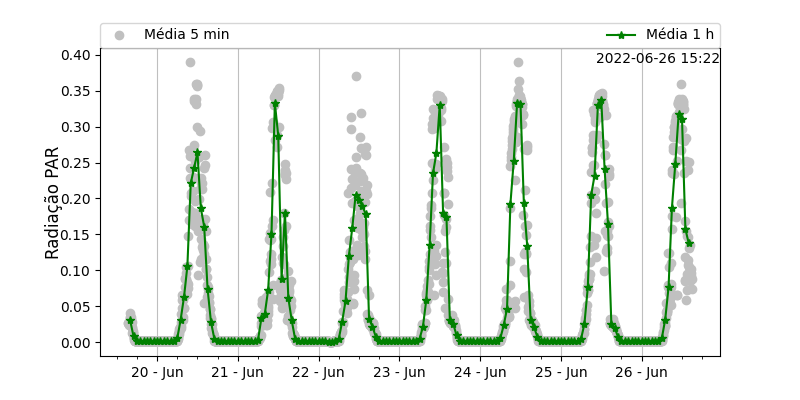 Média 5 min
Média 1 h
2022-06-26 15:22
0.40
0.35
0.30
0.25
0.20
0.15
0.10
0.05
0.00
Radiação PAR
20 - Jun
21 - Jun
22 - Jun
23 - Jun
24 - Jun
25 - Jun
26 - Jun